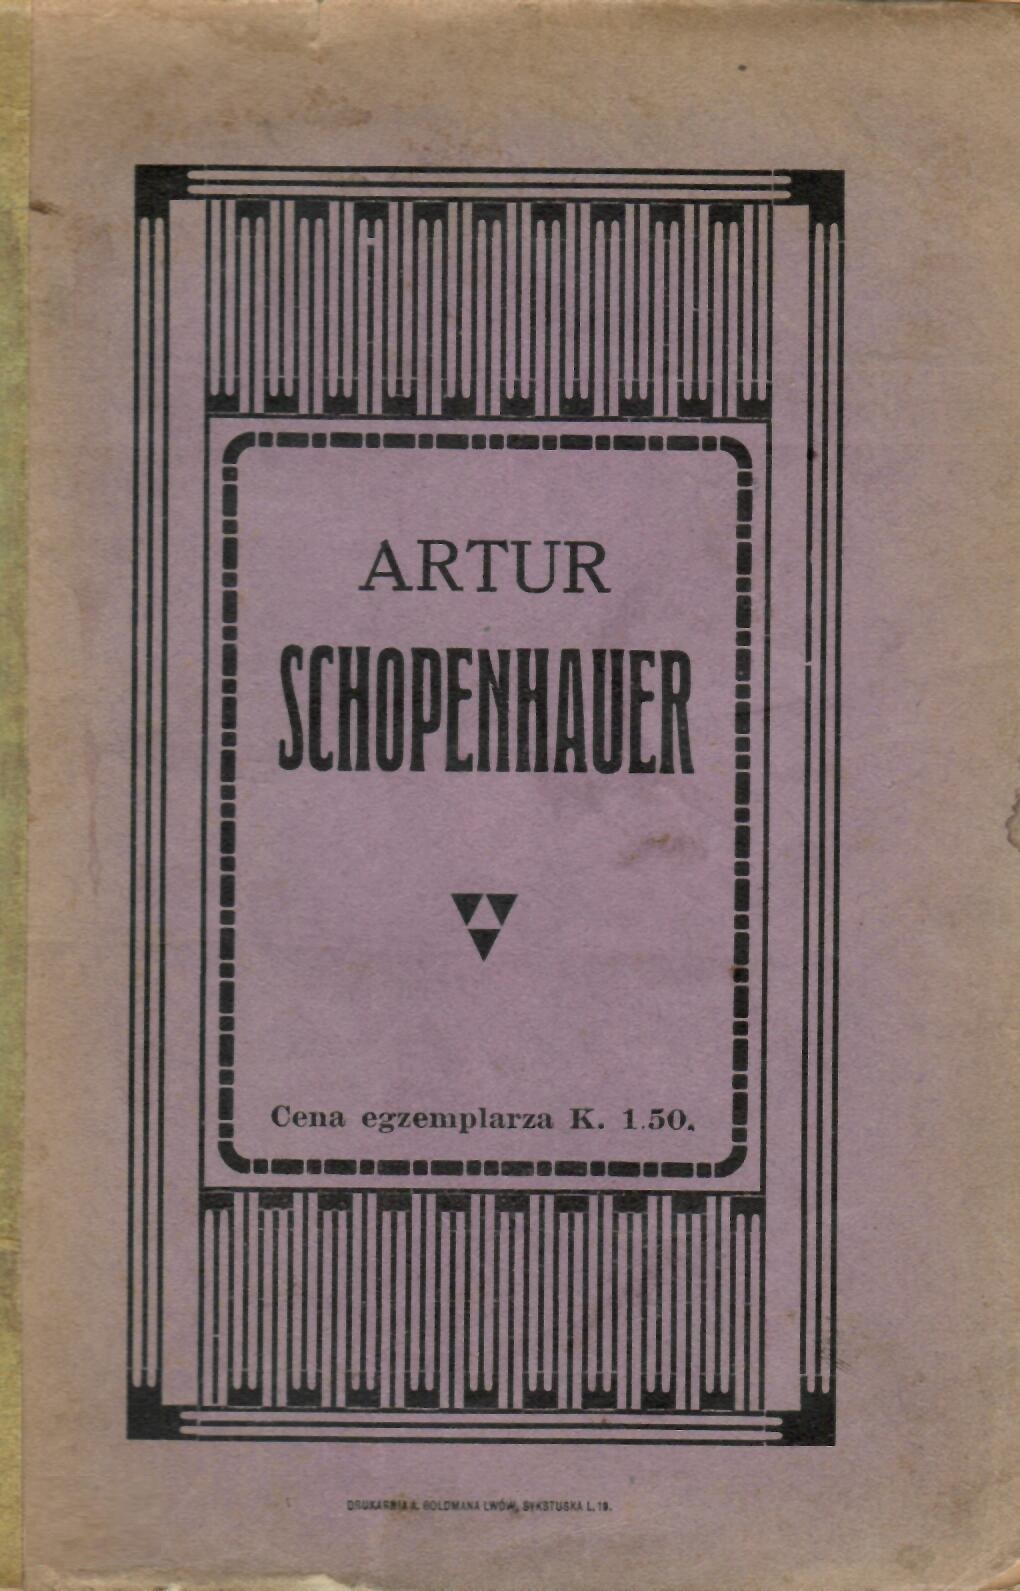 ARTUR
SCHOPENHAUER
Cena egzemplarza K. 1.50.
DRUKARNIA A. GOLDMANA LWÓW, SYKSTUSKA L. 19.